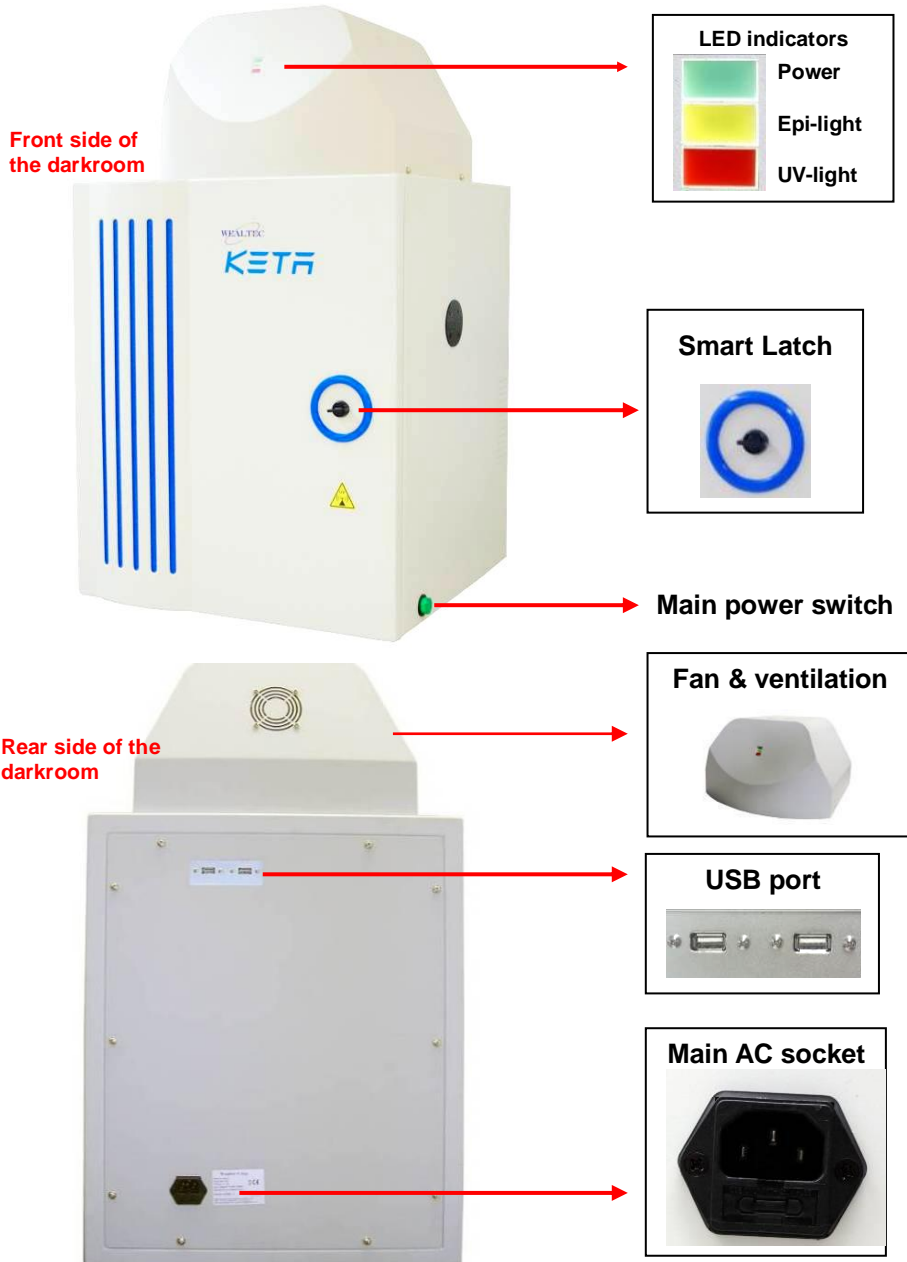 LED indicators
Power
Epi-light
UV-light
Front side of
the darkroom
WEALTEC
KETA
Smart Latch
Main power switch
Fan & ventilation
Rear side of the
darkroom
USB port
Main AC socket